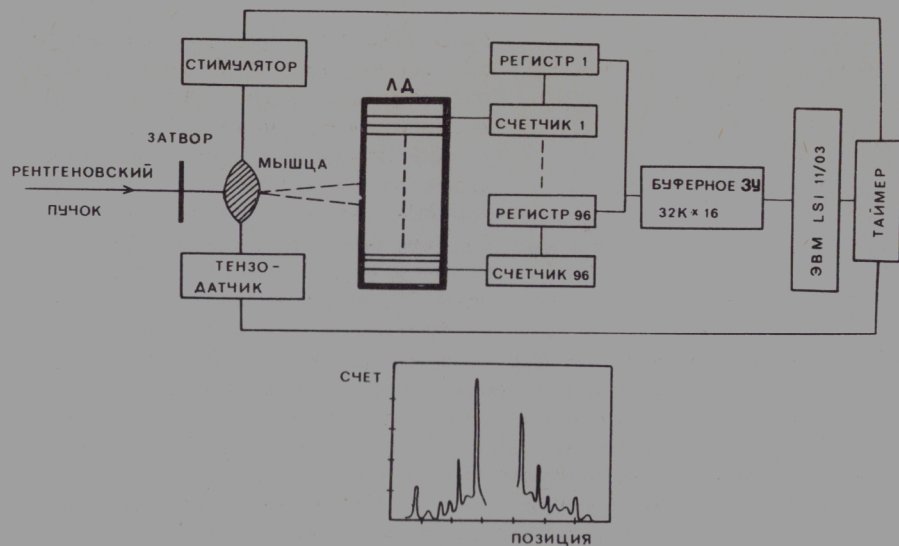 СТИМУЛЯТОР
РЕГИСТР 1
ЛД
СЧЕТЧИК 1
ЗАТВОР
РЕНТГЕНОВСКИЙ
ПУЧОК
МЫШЦА
БУФЕРНОЕ ЗУ
32К × 16
ЭВМ LSI 11/03
ТАЙМЕР
РЕГИСТР 96
СЧЕТЧИК 96
ТЕНЗО-
ДАТЧИК
СЧЕТ
ПОЗИЦИЯ